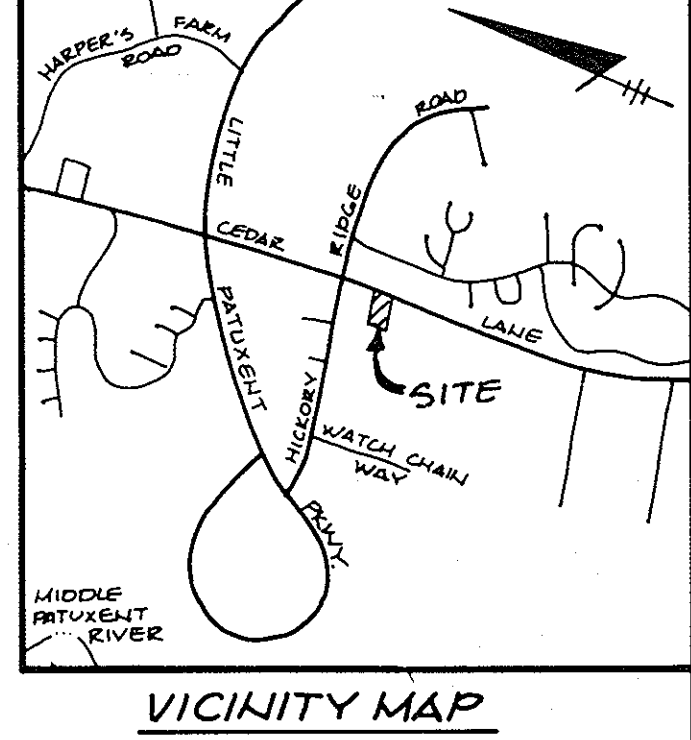 HARPER'S FARM
ROAD
LITTLE
PATUXENT
PKWY.
CEDAR
LANE
HICKORY
RIDGE
ROAD
SITE
WATCH CHAIN
WAY
MIDDLE
PATUXENT
RIVER
VICINITY MAP